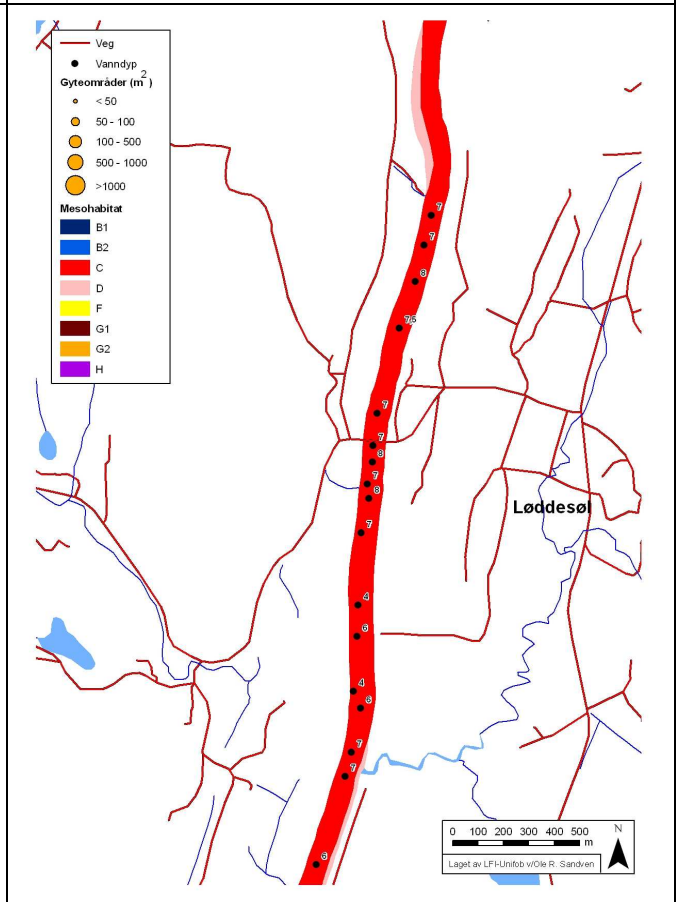 Veg
Vanndyp
Gyteområder (m2)
< 50
50 - 100
100 - 500
500 - 1000
>1000
Mesohabitat
B1
B2
C
D
F
G1
G2
H
7
7
8
7,5
7
7
8
7
8
7
Løddesøl
4
6
4
6
7
7
6
0 100 200 300 400 500
m
N
Laget av LFI-Unifob v/Ole R. Sandven